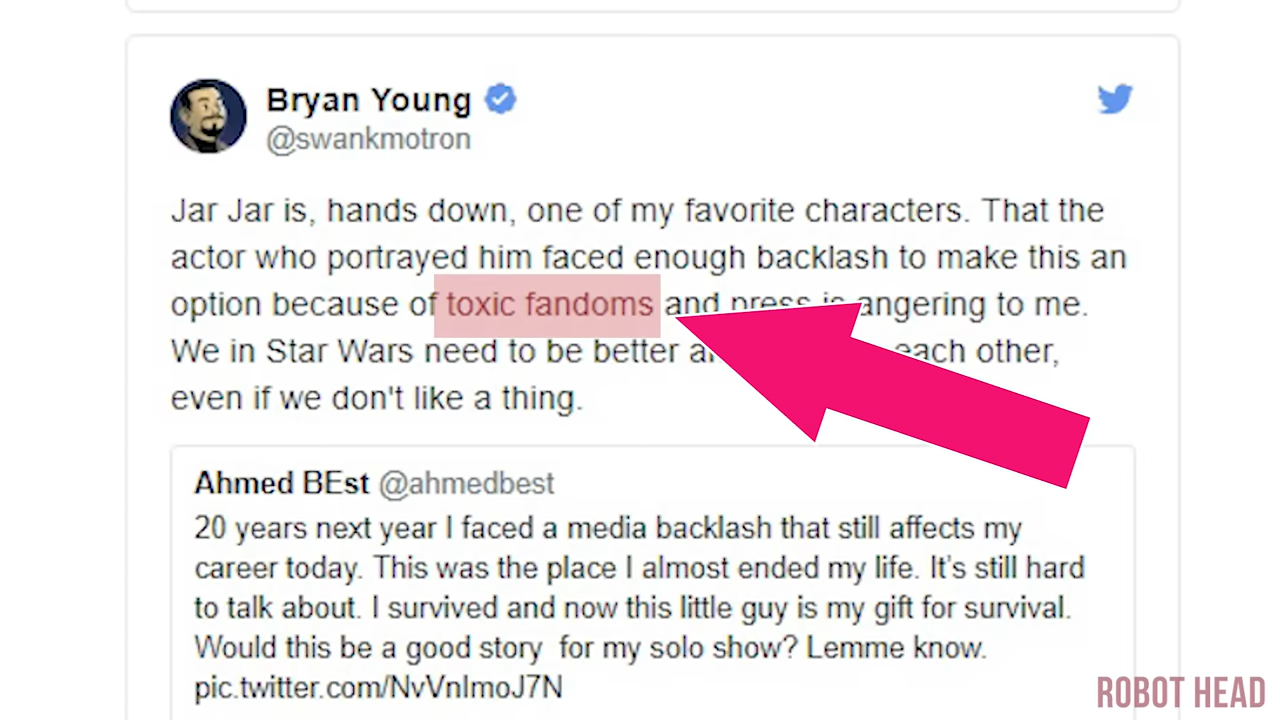 Bryan Young
@swankmotron
Jar Jar is, hands down, one of my favorite characters. That the
actor who portrayed him faced enough backlash to make this an
option because of toxic fandoms and press is angering to me.
We in Star Wars need to be better each other,
even if we don't like a thing.
Ahmed BEst @ahmedbest
20 years next year I faced a media backlash that still affects my
career today. This was the place I almost ended my life. It's still hard
to talk about. I survived and now this little guy is my gift for survival.
Would this be a good story for my solo show? Lemme know.
pic.twitter.com/NvVnImoJ7N
ROBOT HEAD